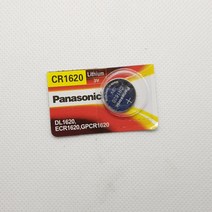 CR1620
Lithium
3V
Panasonic
DL1620,
ECR1620,GPCR1620